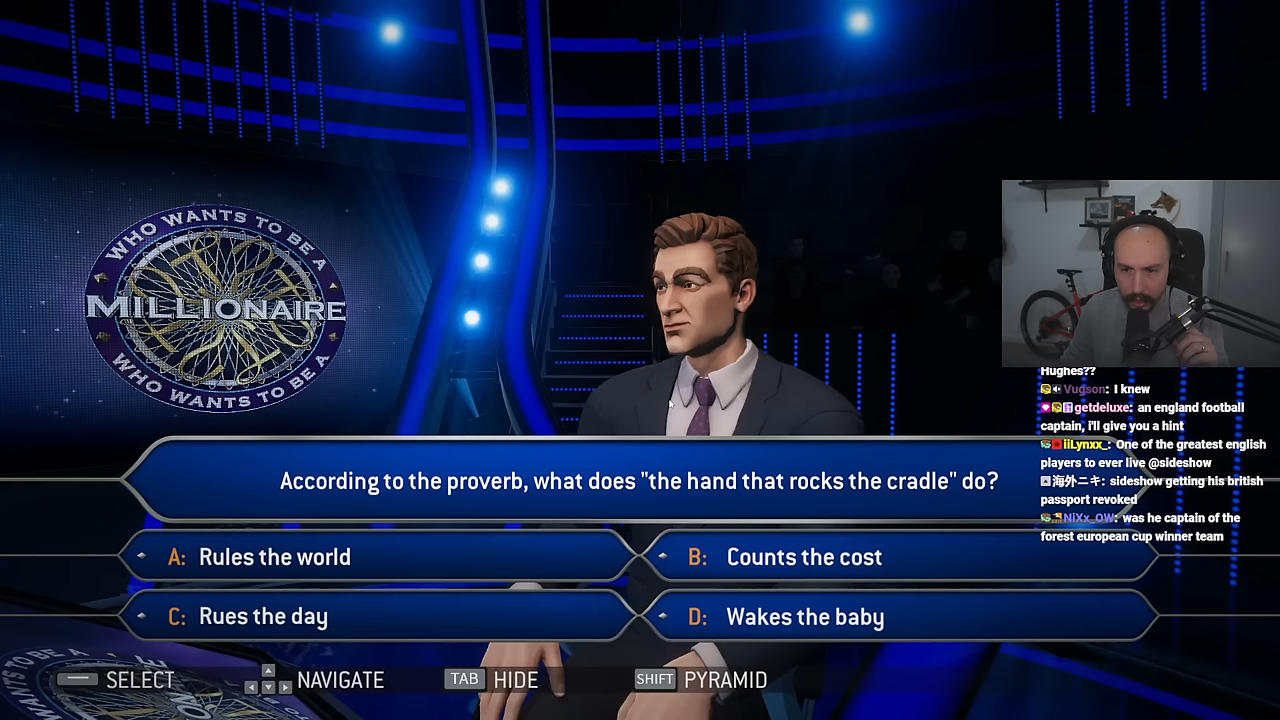 WHO WANTS TO BE A
MILLIONAIRE
WHO WANTS TO BE A
Hughes??
Vugson: I knew
getdeluxe: an england football
captain, i'll give you a hint
iiLynxx_: One of the greatest english
players to ever live @sideshow
海外ニキ: sideshow getting his british
passport revoked
NiXx_OW: was he captain of the
forest european cup winner team
According to the proverb, what does "the hand that rocks the cradle" do?
A: Rules the world
B: Counts the cost
C: Rues the day
D: Wakes the baby
SELECT
NAVIGATE
TAB HIDE
SHIFT PYRAMID